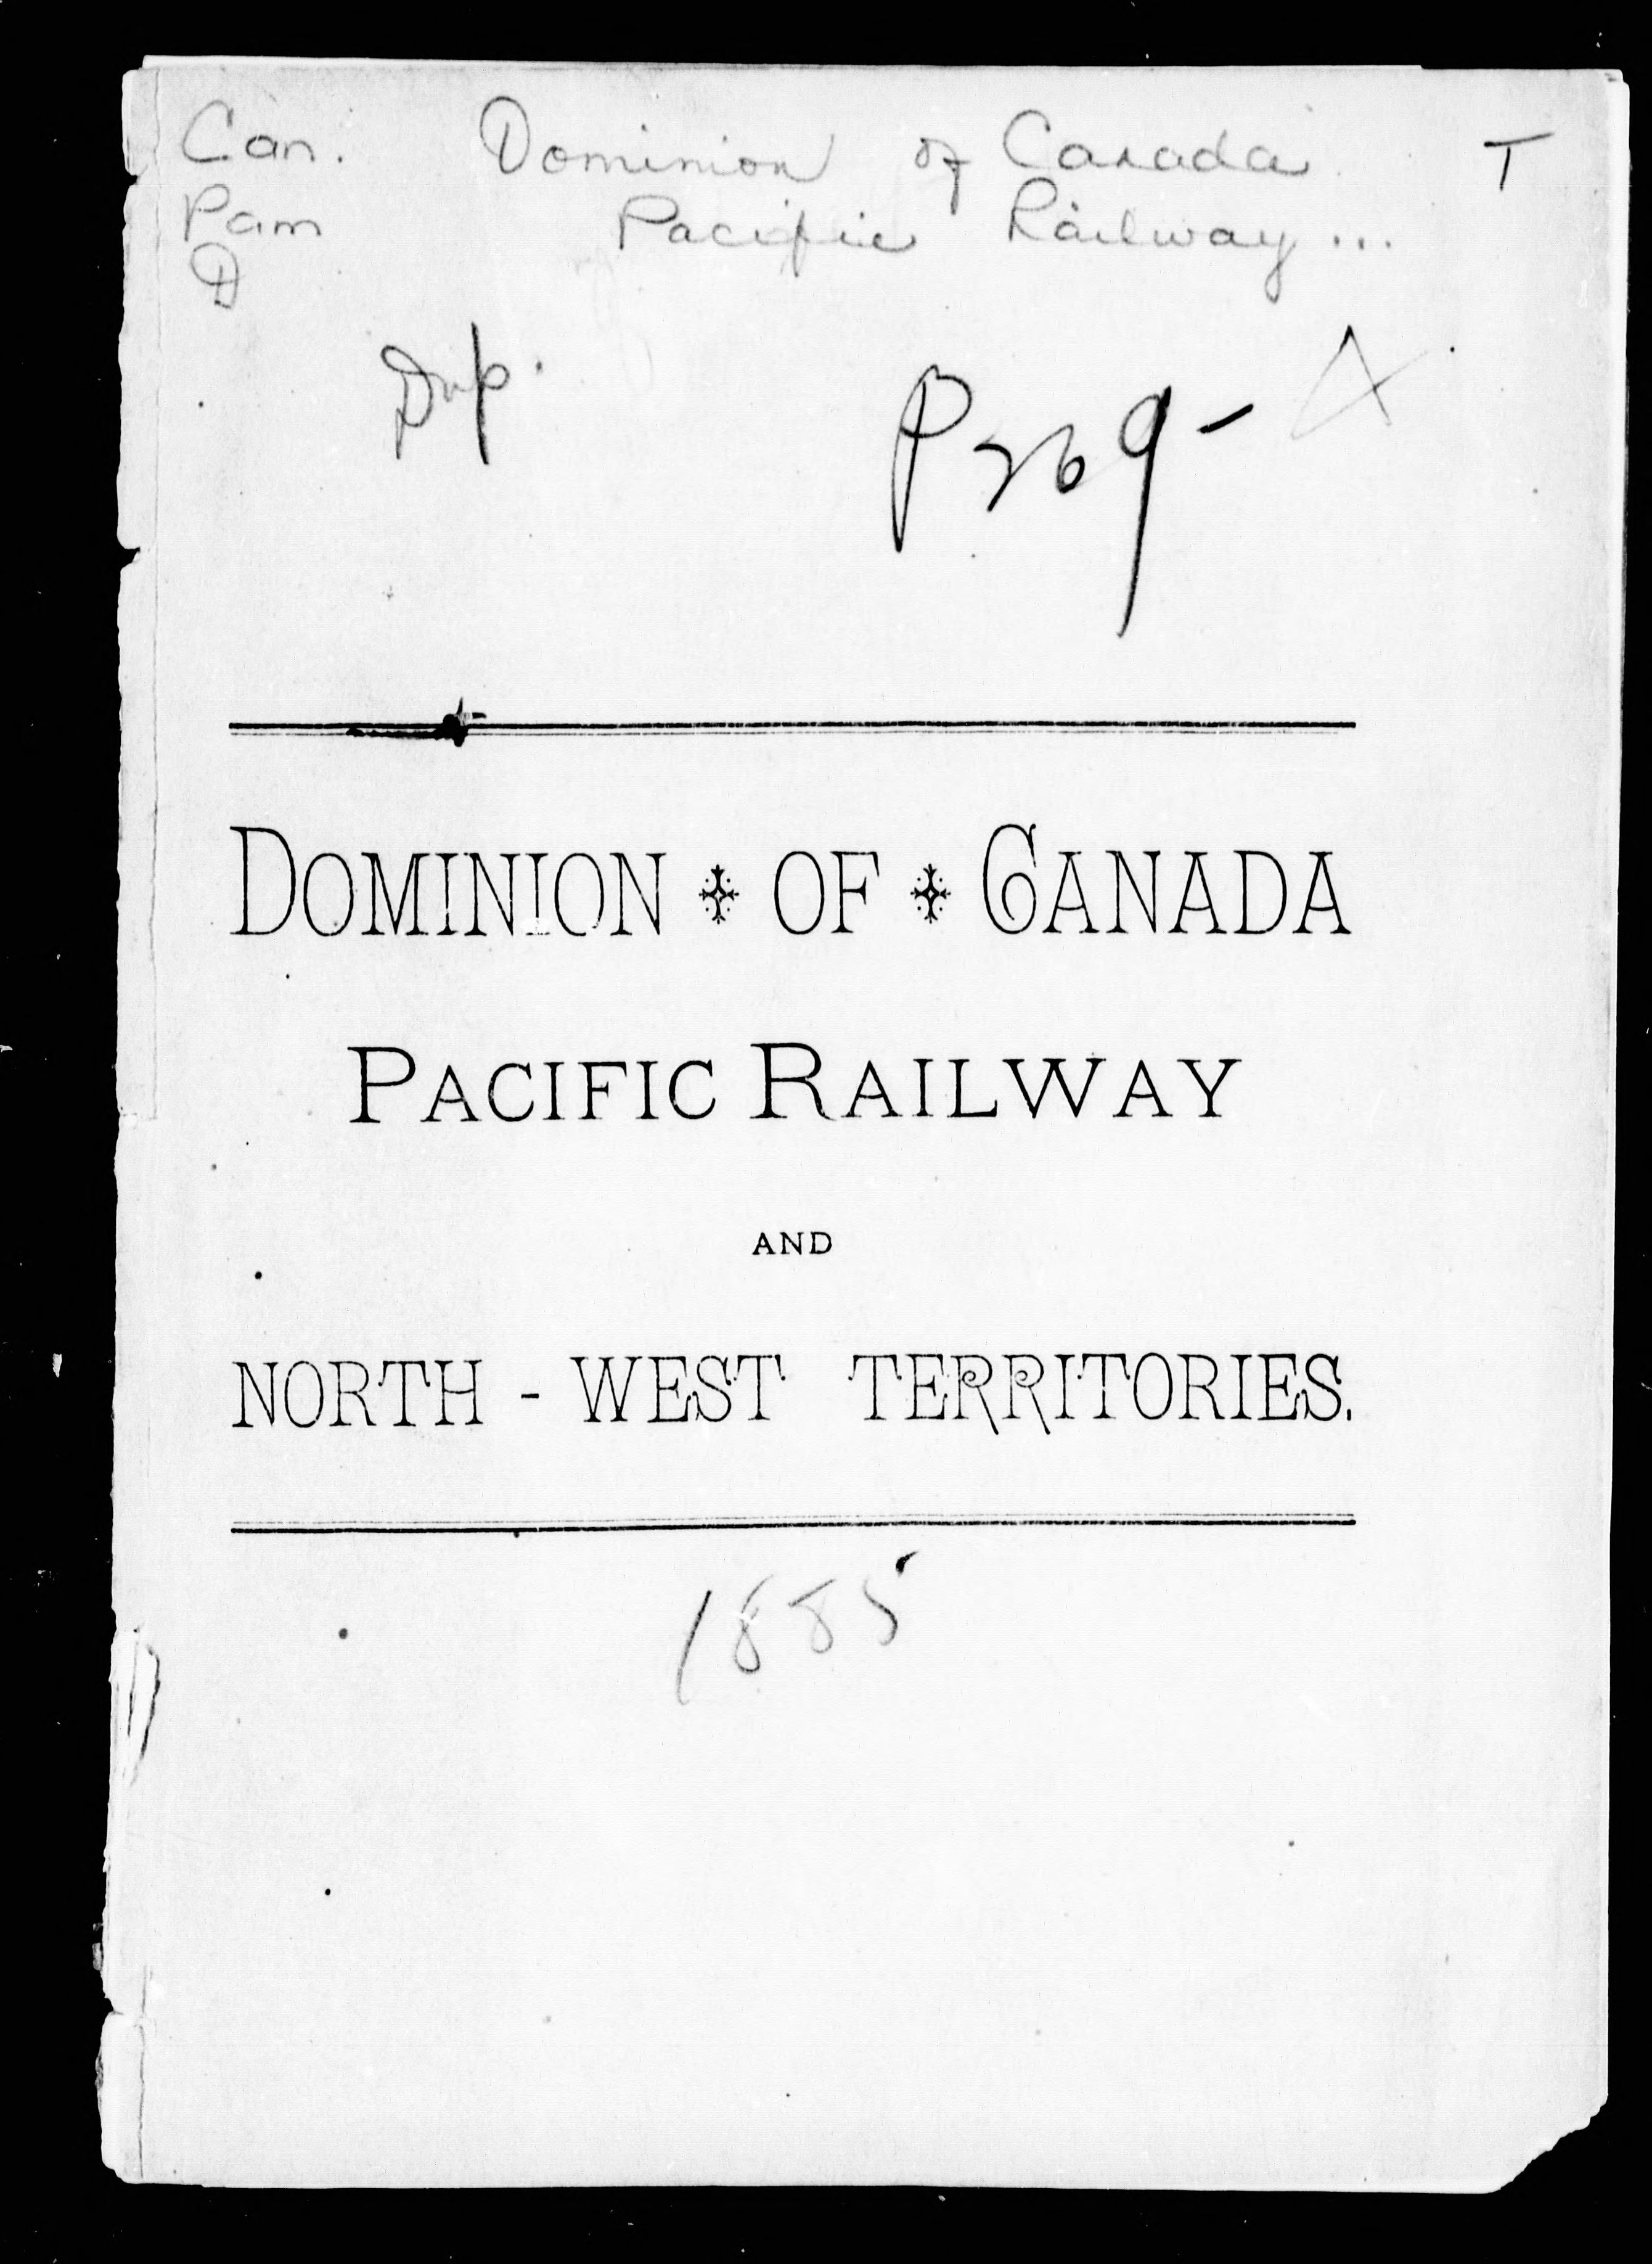 Can. Dominion of Canada T
Pam Pacific Railway ...
D
Dup.
P269-
DOMINION OF CANADA
PACIFIC RAILWAY
AND
NORTH - WEST TERRITORIES.
1885